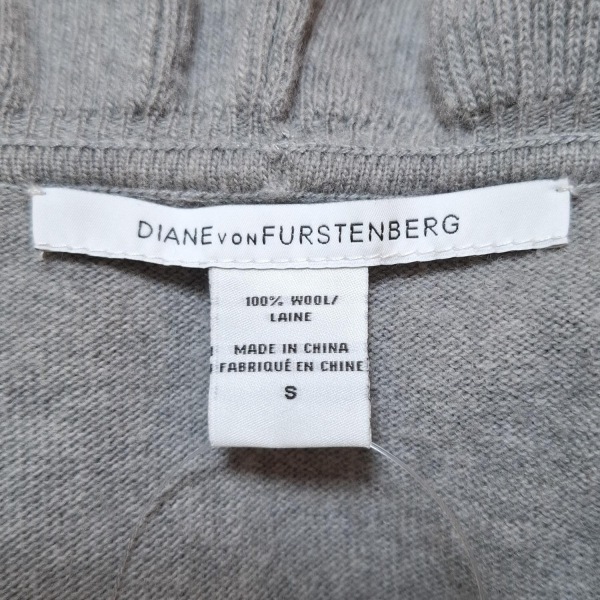 DIANE VON FURSTENBERG
100% WOOL/
LAINE
MADE IN CHINA
FABRIQUÉ EN CHINE
S